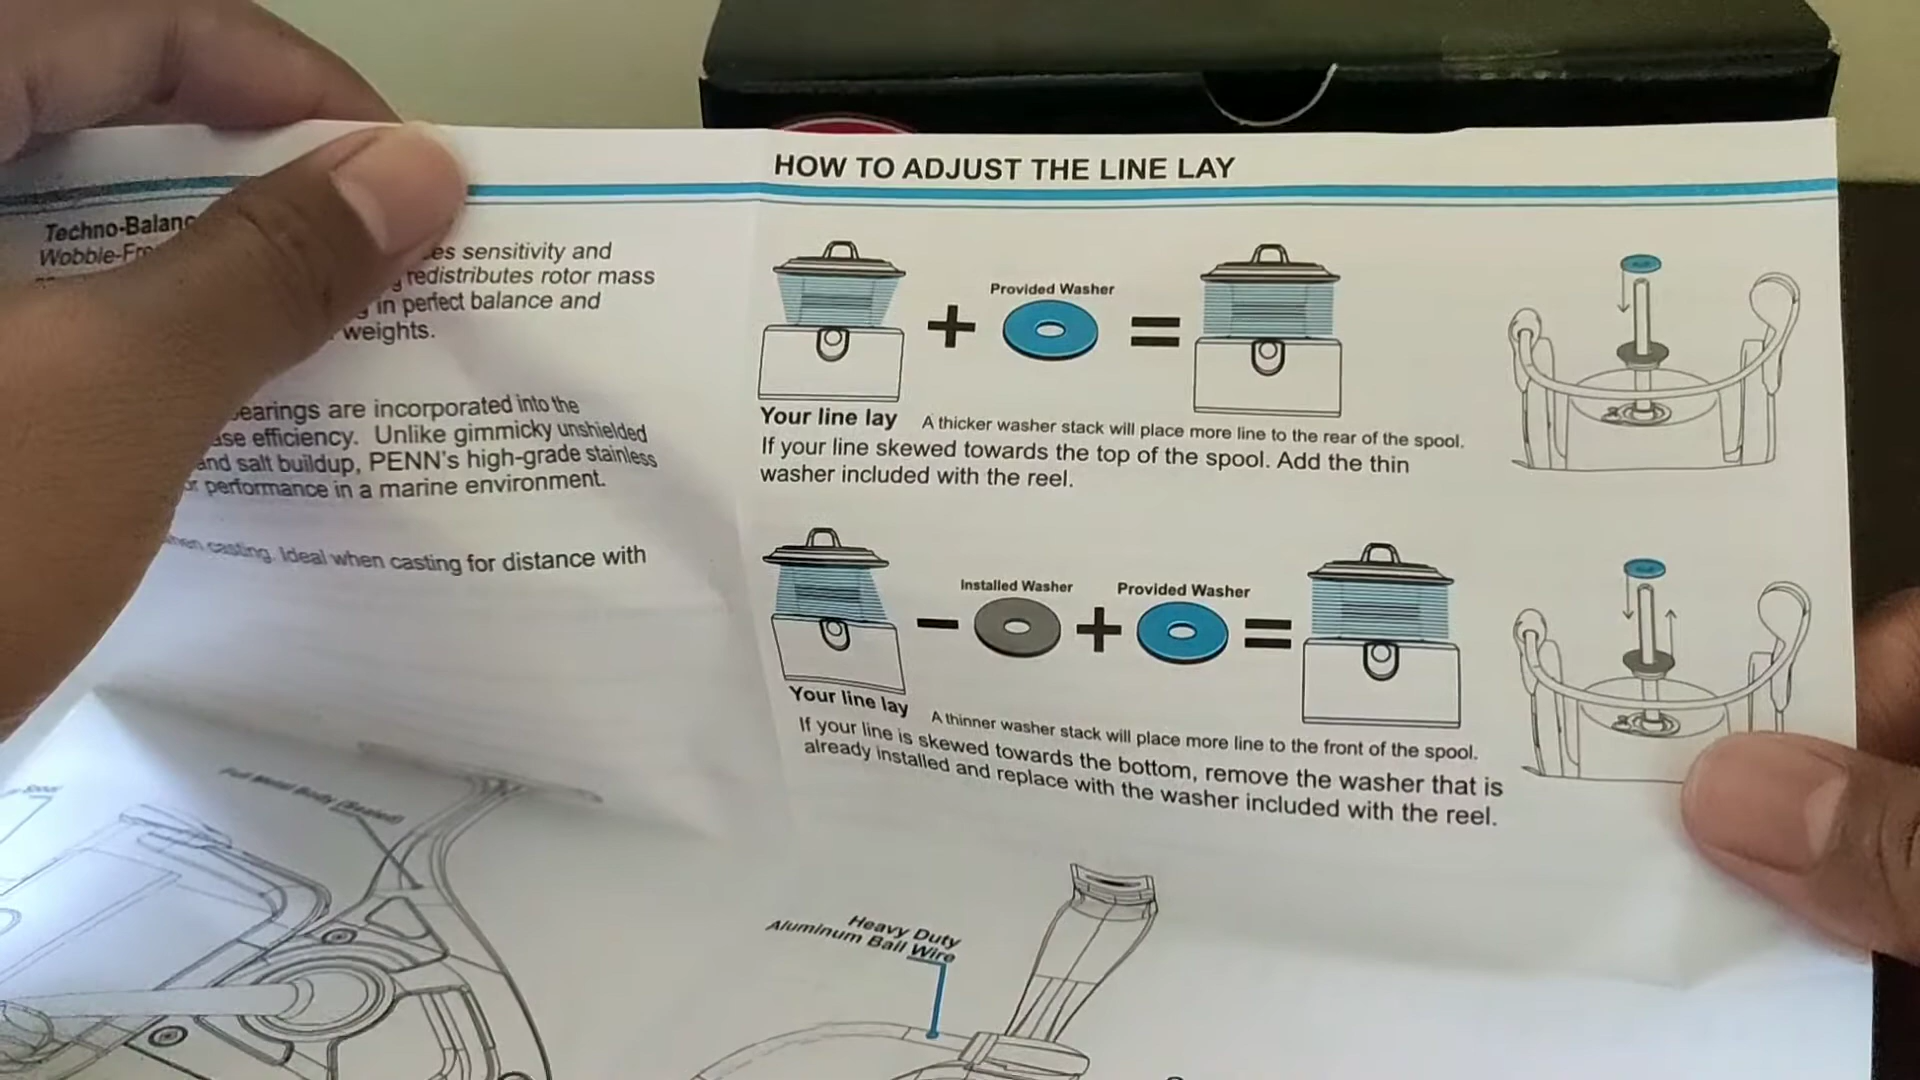 HOW TO ADJUST THE LINE LAY
Techno-Balanc
Wobble-Fr
es sensitivity and
redistributes rotor mass
in perfect balance and
weights.
earings are incorporated into the
ase efficiency. Unlike gimmicky unshielded
and salt buildup, PENN's high-grade stainless
or performance in a marine environment.
hen casting. Ideal when casting for distance with
Provided Washer
+
=
Your line lay
A thicker washer stack will place more line to the rear of the spool.
If your line skewed towards the top of the spool. Add the thin
washer included with the reel.
Installed Washer
Provided Washer
-
+
=
Your line lay
A thinner washer stack will place more line to the front of the spool.
If your line is skewed towards the bottom, remove the washer that is
already installed and replace with the washer included with the reel.
Full Metal Body (Sealed)
Heavy Duty
Aluminum Bail Wire